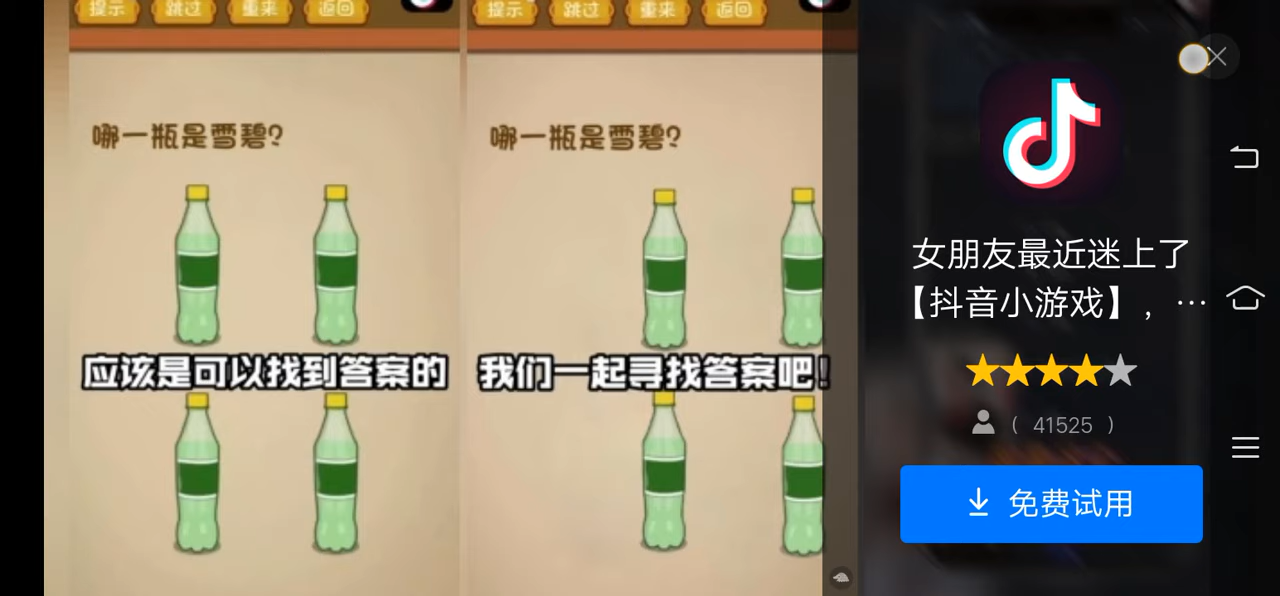 提示 跳过 重来 返回
哪一瓶是雪碧?
应该是可以找到答案的
提示 跳过 重来 返回
哪一瓶是雪碧?
我们一起寻找答案吧!
女朋友最近迷上了
【抖音小游戏】，…
( 41525 )
免费试用